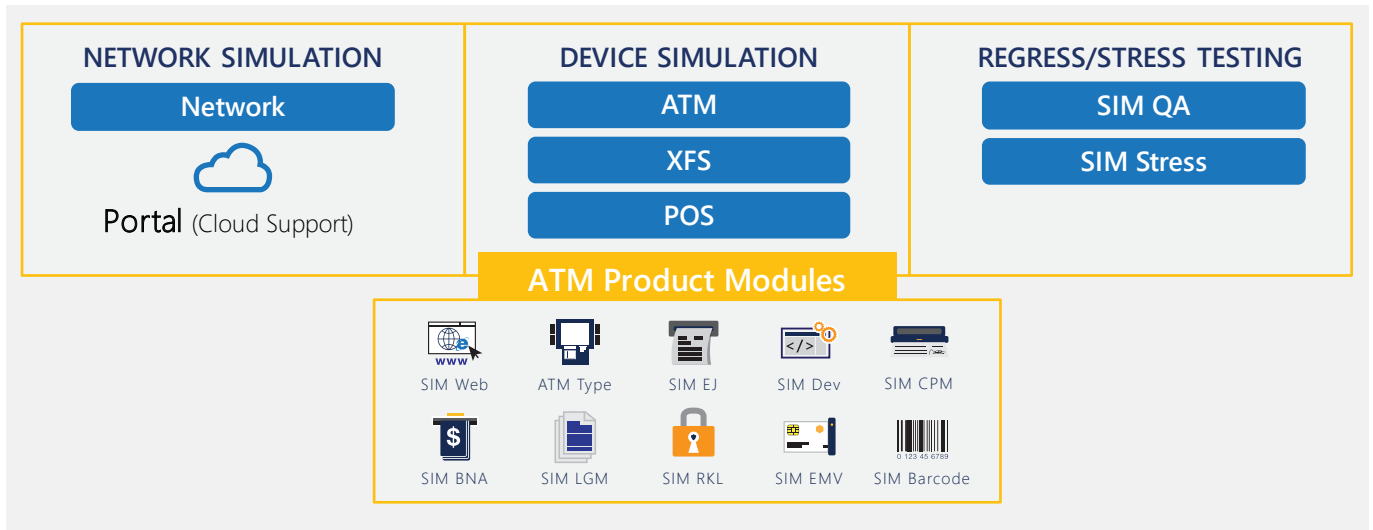 NETWORK SIMULATION
Network
Portal (Cloud Support)
DEVICE SIMULATION
ATM
XFS
POS
REGRESS/STRESS TESTING
SIM QA
SIM Stress
ATM Product Modules
e
www
</>
SIM Web
ATM Type
SIM EJ
SIM Dev
SIM CPM
$
?
0 123 45 6789
SIM BNA
SIM LGM
SIM RKL
SIM EMV
SIM Barcode